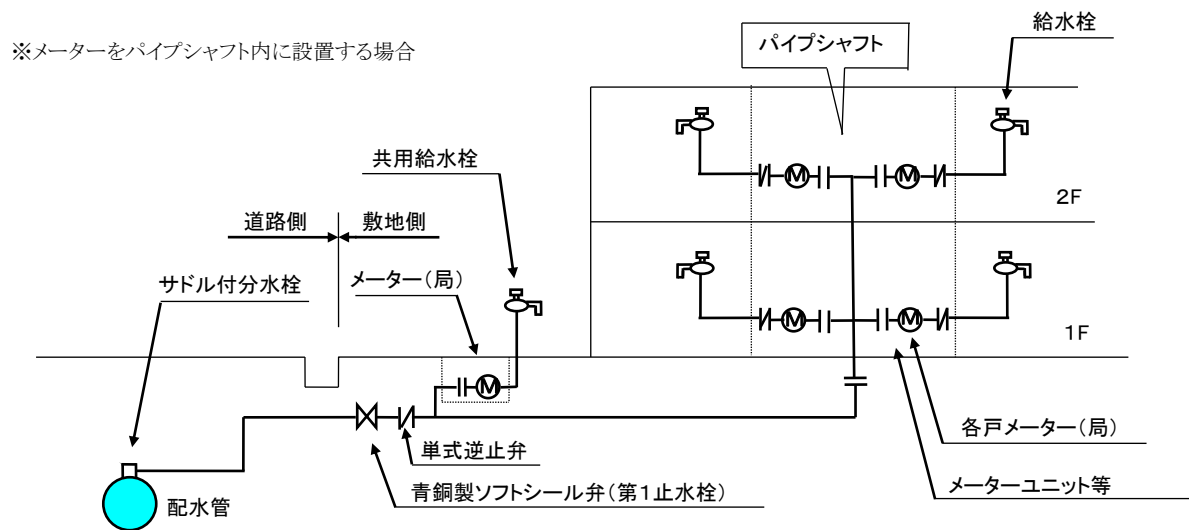 ※メーターをパイプシャフト内に設置する場合
パイプシャフト
給水栓
共用給水栓
道路側
敷地側
サドル付分水栓
メーター(局)
M
M
2F
M
M
1F
M
各戸メーター(局)
単式逆止弁
メーターユニット等
青銅製ソフトシール弁(第1止水栓)
配水管